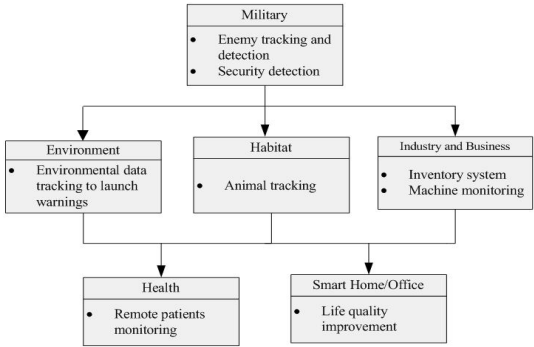 Military
• Enemy tracking and
detection
• Security detection
Environment
• Environmental data
tracking to launch
warnings
Habitat
• Animal tracking
Industry and Business
• Inventory system
• Machine monitoring
Health
• Remote patients
monitoring
Smart Home/Office
• Life quality
improvement